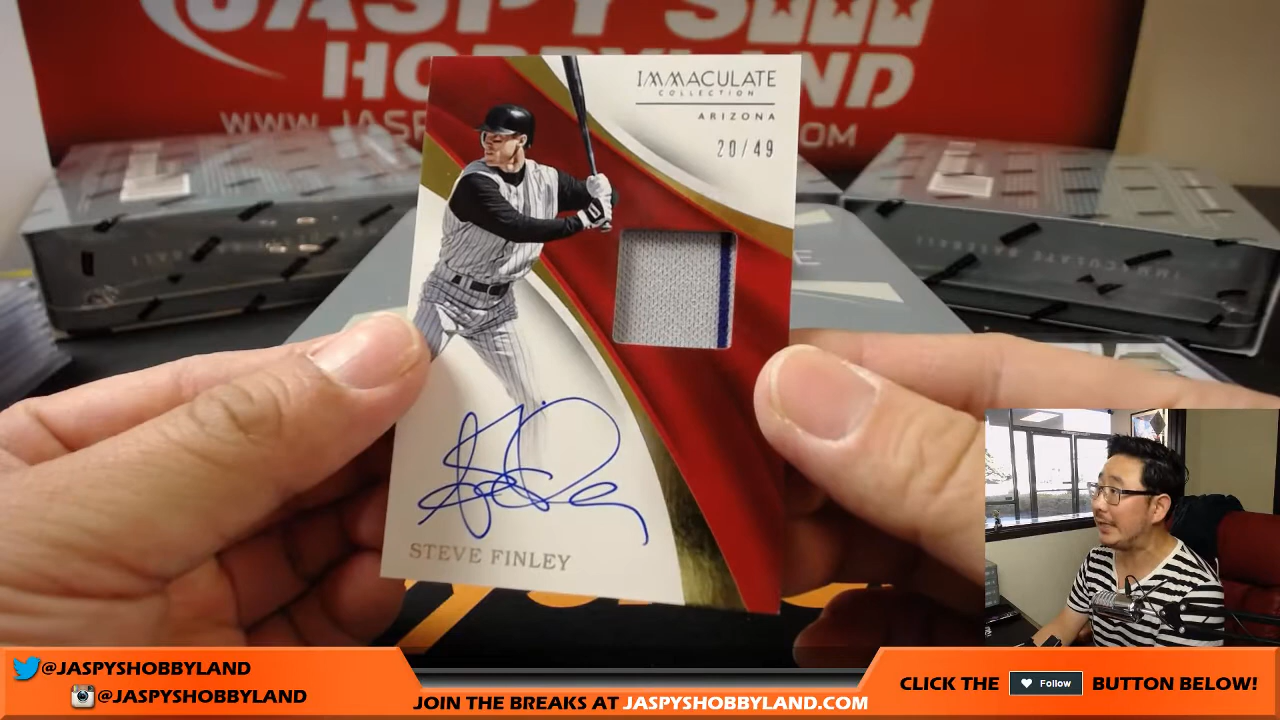 JASPY'S
HOBBYLAND
IMMACULATE
COLLECTION
ARIZONA
20/49
STEVE FINLEY
@JASPYSHOBBYLAND
@JASPYSHOBBYLAND
JOIN THE BREAKS AT JASPYSHOBBYLAND.COM
CLICK THE Follow BUTTON BELOW!